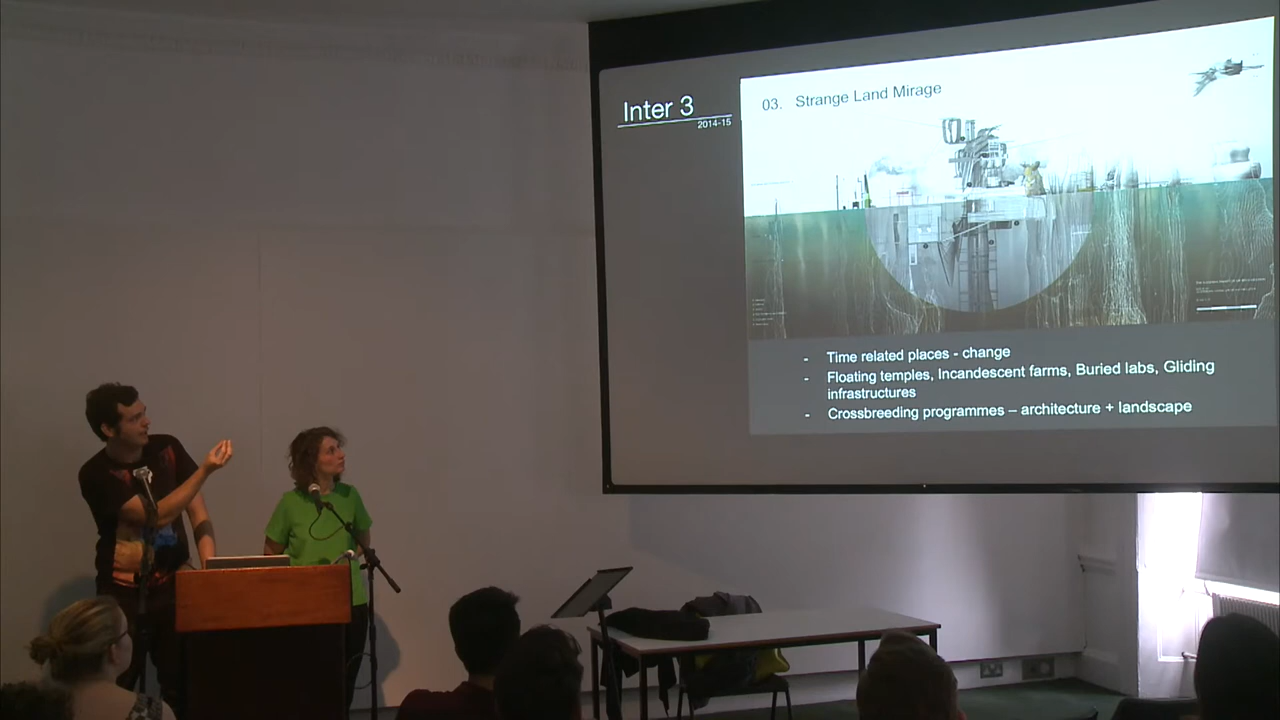 Inter 3
2014-15
03. Strange Land Mirage
- Time related places - change
- Floating temples, Incandescent farms, Buried labs, Gliding
infrastructures
- Crossbreeding programmes – architecture + landscape